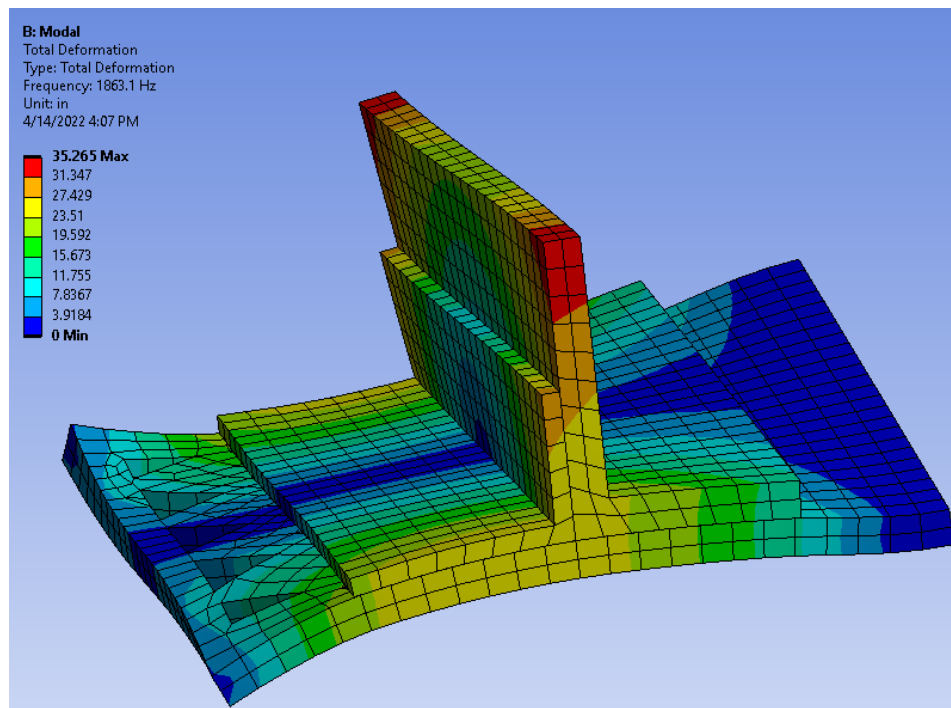 B: Modal
Total Deformation
Type: Total Deformation
Frequency: 1863.1 Hz
Unit: in
4/14/2022 4:07 PM
35.265 Max
31.347
27.429
23.51
19.592
15.673
11.755
7.8367
3.9184
0 Min